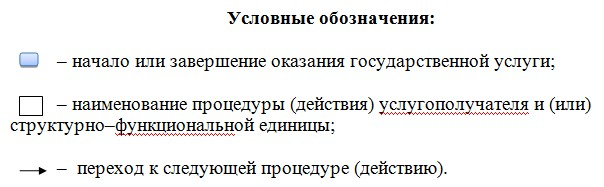 Условные обозначения:
– начало или завершение оказания государственной услуги;
– наименование процедуры (действия) услугополучателя и (или)
структурно–функциональной единицы;
– переход к следующей процедуре (действию).